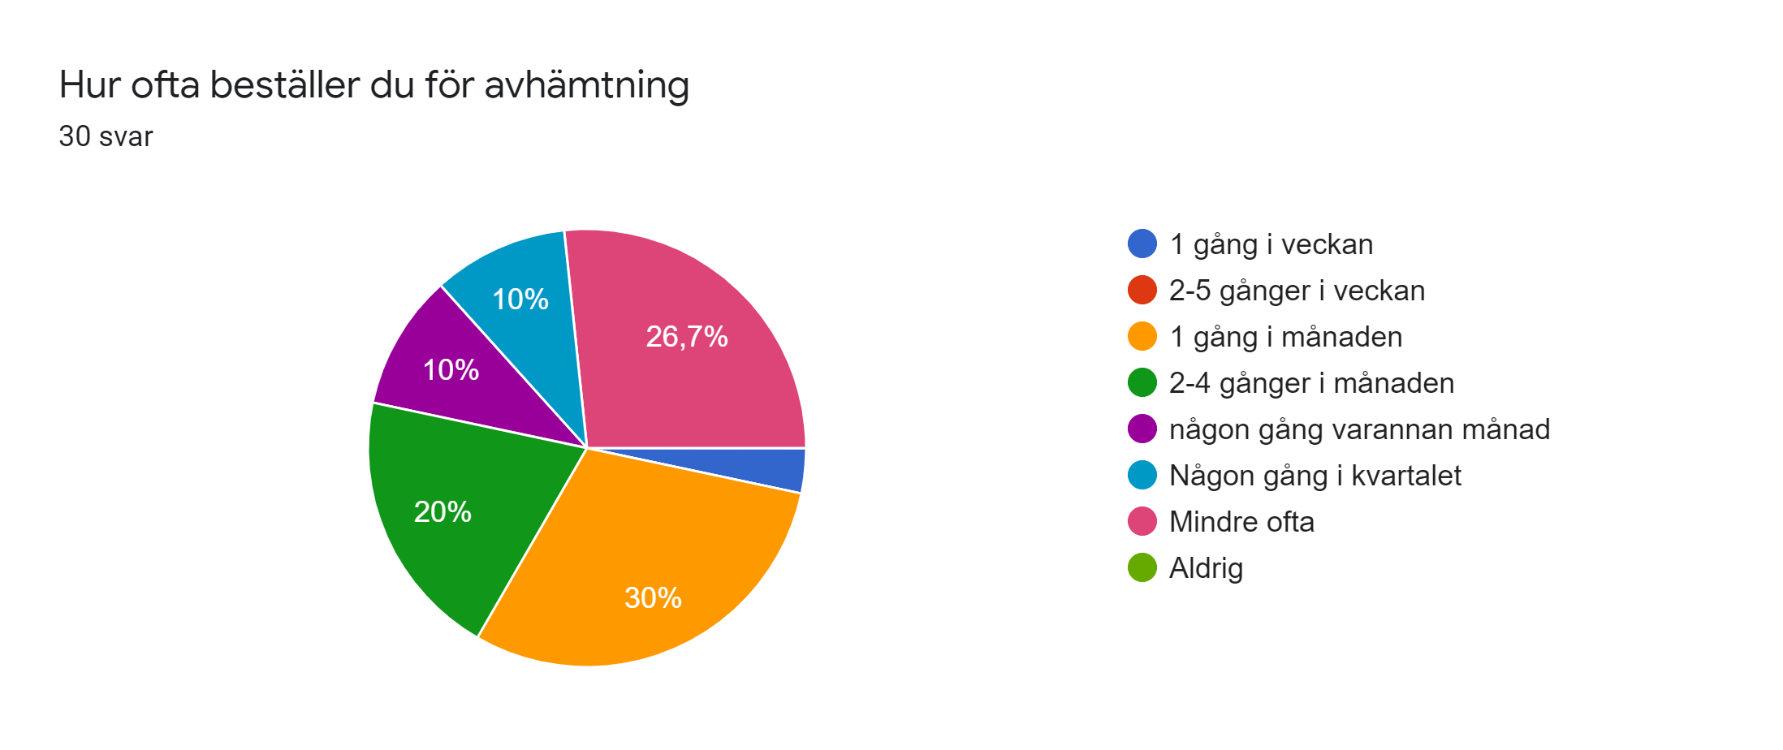 Hur ofta beställer du för avhämtning
30 svar
10%
26,7%
10%
20%
30%
1 gång i veckan
2-5 gånger i veckan
1 gång i månaden
2-4 gånger i månaden
någon gång varannan månad
Någon gång i kvartalet
Mindre ofta
Aldrig